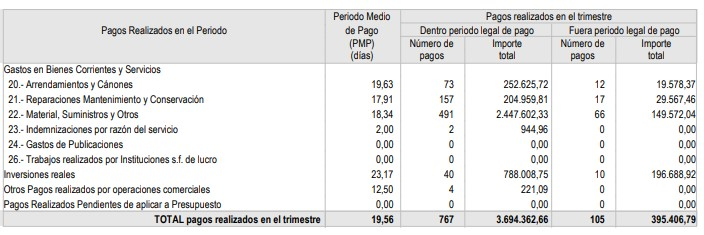 Pagos Realizados en el Periodo | Periodo Medio de Pago (PMP) (días) | Pagos realizados en el trimestre
Dentro periodo legal de pago | Fuera periodo legal de pago
Número de pagos | Importe total | Número de pagos | Importe total
Gastos en Bienes Corrientes y Servicios
20.- Arrendamientos y Cánones | 19,63 | 73 | 252.625,72 | 12 | 19.578,37
21.- Reparaciones Mantenimiento y Conservación | 17,91 | 157 | 204.959,81 | 17 | 29.567,46
22.- Material, Suministros y Otros | 18,34 | 491 | 2.447.602,33 | 66 | 149.572,04
23.- Indemnizaciones por razón del servicio | 2,00 | 2 | 944,96 | 0 | 0,00
24.- Gastos de Publicaciones | 0,00 | 0 | 0,00 | 0 | 0,00
26.- Trabajos realizados por Instituciones s.f. de lucro | 0,00 | 0 | 0,00 | 0 | 0,00
Inversiones reales | 23,17 | 40 | 788.008,75 | 10 | 196.688,92
Otros Pagos realizados por operaciones comerciales | 12,50 | 4 | 221,09 | 0 | 0,00
Pagos Realizados Pendientes de aplicar a Presupuesto | 0,00 | 0 | 0,00 | 0 | 0,00
TOTAL pagos realizados en el trimestre | 19,56 | 767 | 3.694.362,66 | 105 | 395.406,79